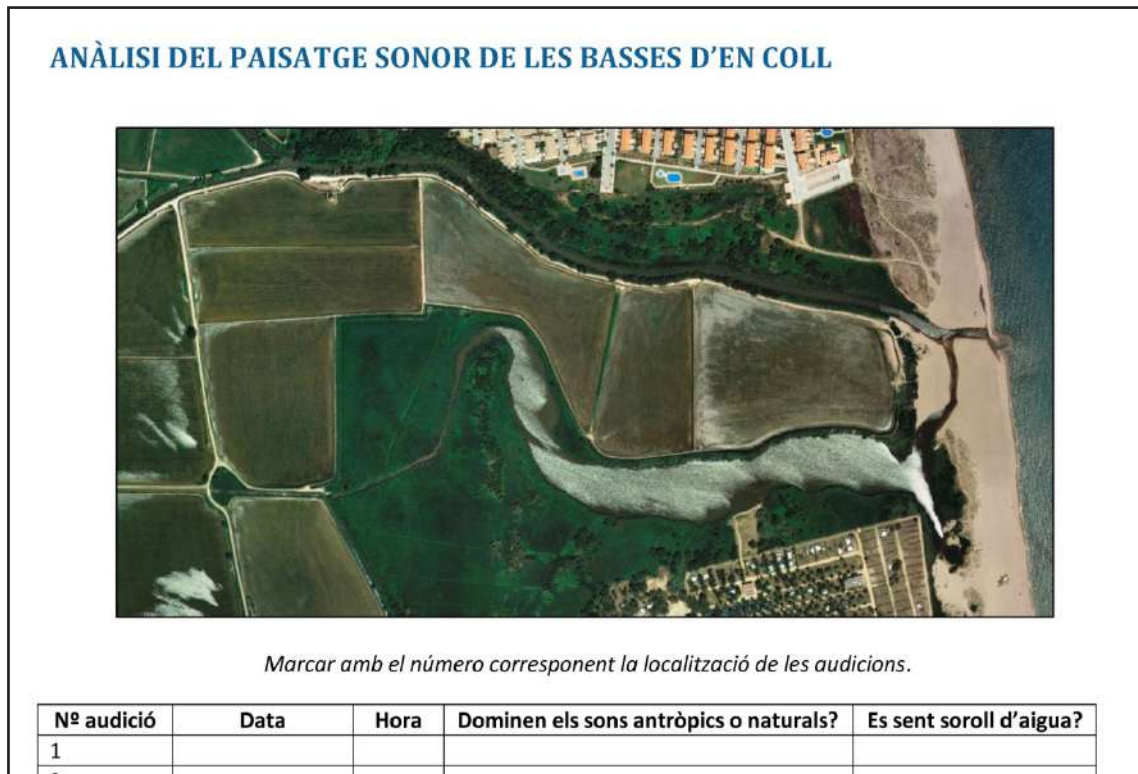 ANÀLISI DEL PAISATGE SONOR DE LES BASSES D'EN COLL
Marcar amb el número corresponent la localització de les audicions.
Nº audició Data Hora Dominen els sons antròpics o naturals? Es sent soroll d'aigua?
1